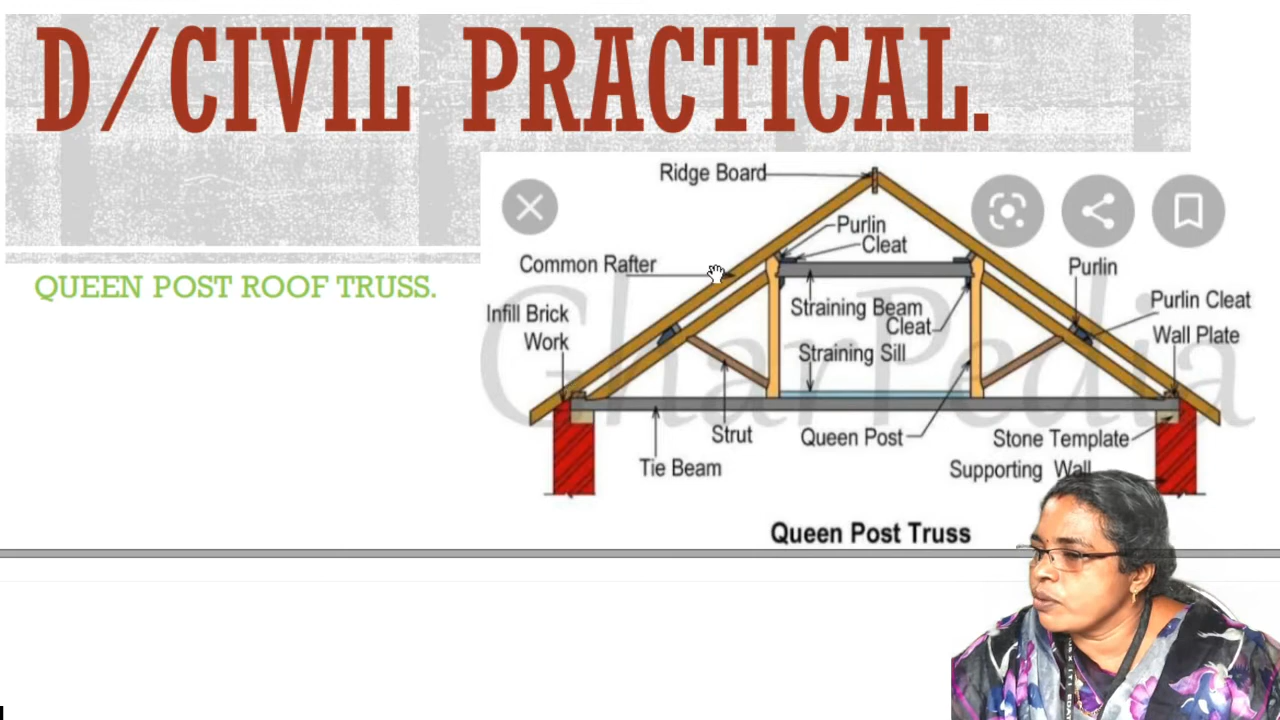 D/CIVIL PRACTICAL.
QUEEN POST ROOF TRUSS.
Ridge Board
Purlin
Cleat
Common Rafter
Purlin
Infill Brick
Work
Straining Beam
Cleat
Purlin Cleat
Wall Plate
Straining Sill
Strut
Queen Post
Stone Template
Tie Beam
Supporting Wall
Queen Post Truss
GharPedia